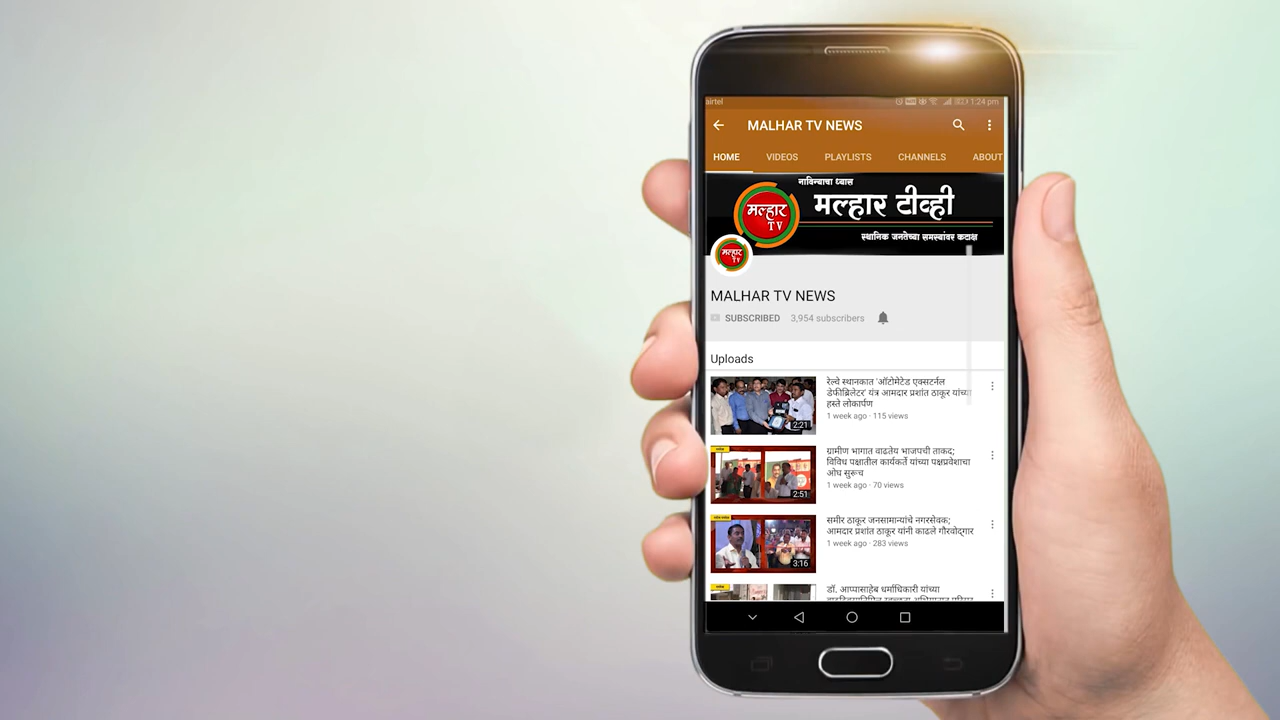 airtel 1:24 pm
MALHAR TV NEWS
HOME VIDEOS PLAYLISTS CHANNELS ABOUT
नाविन्याचा ध्यास
मल्हार टीव्ही
मल्हार
TV
स्थानिक जनतेच्या समस्यांवर कटाक्ष
मल्हार
TV
MALHAR TV NEWS
SUBSCRIBED 3,954 subscribers
Uploads
रेल्वे स्थानकात 'ऑटोमेटेड एक्सटर्नल
डेफीब्रिलेटर' यंत्र आमदार प्रशांत ठाकूर यांच्या
हस्ते लोकार्पण
1 week ago · 115 views
2:21
ग्रामीण भागात वाढतेय भाजपची ताकद;
विविध पक्षातील कार्यकर्ते यांच्या पक्षप्रवेशाचा
ओघ सुरूच
1 week ago · 70 views
2:51
समीर ठाकूर जनसामान्यांचे नगरसेवक;
आमदार प्रशांत ठाकूर यांनी काढले गौरवोद्‌गार
1 week ago · 283 views
3:16
डॉ. आप्पासाहेब धर्माधिकारी यांच्या